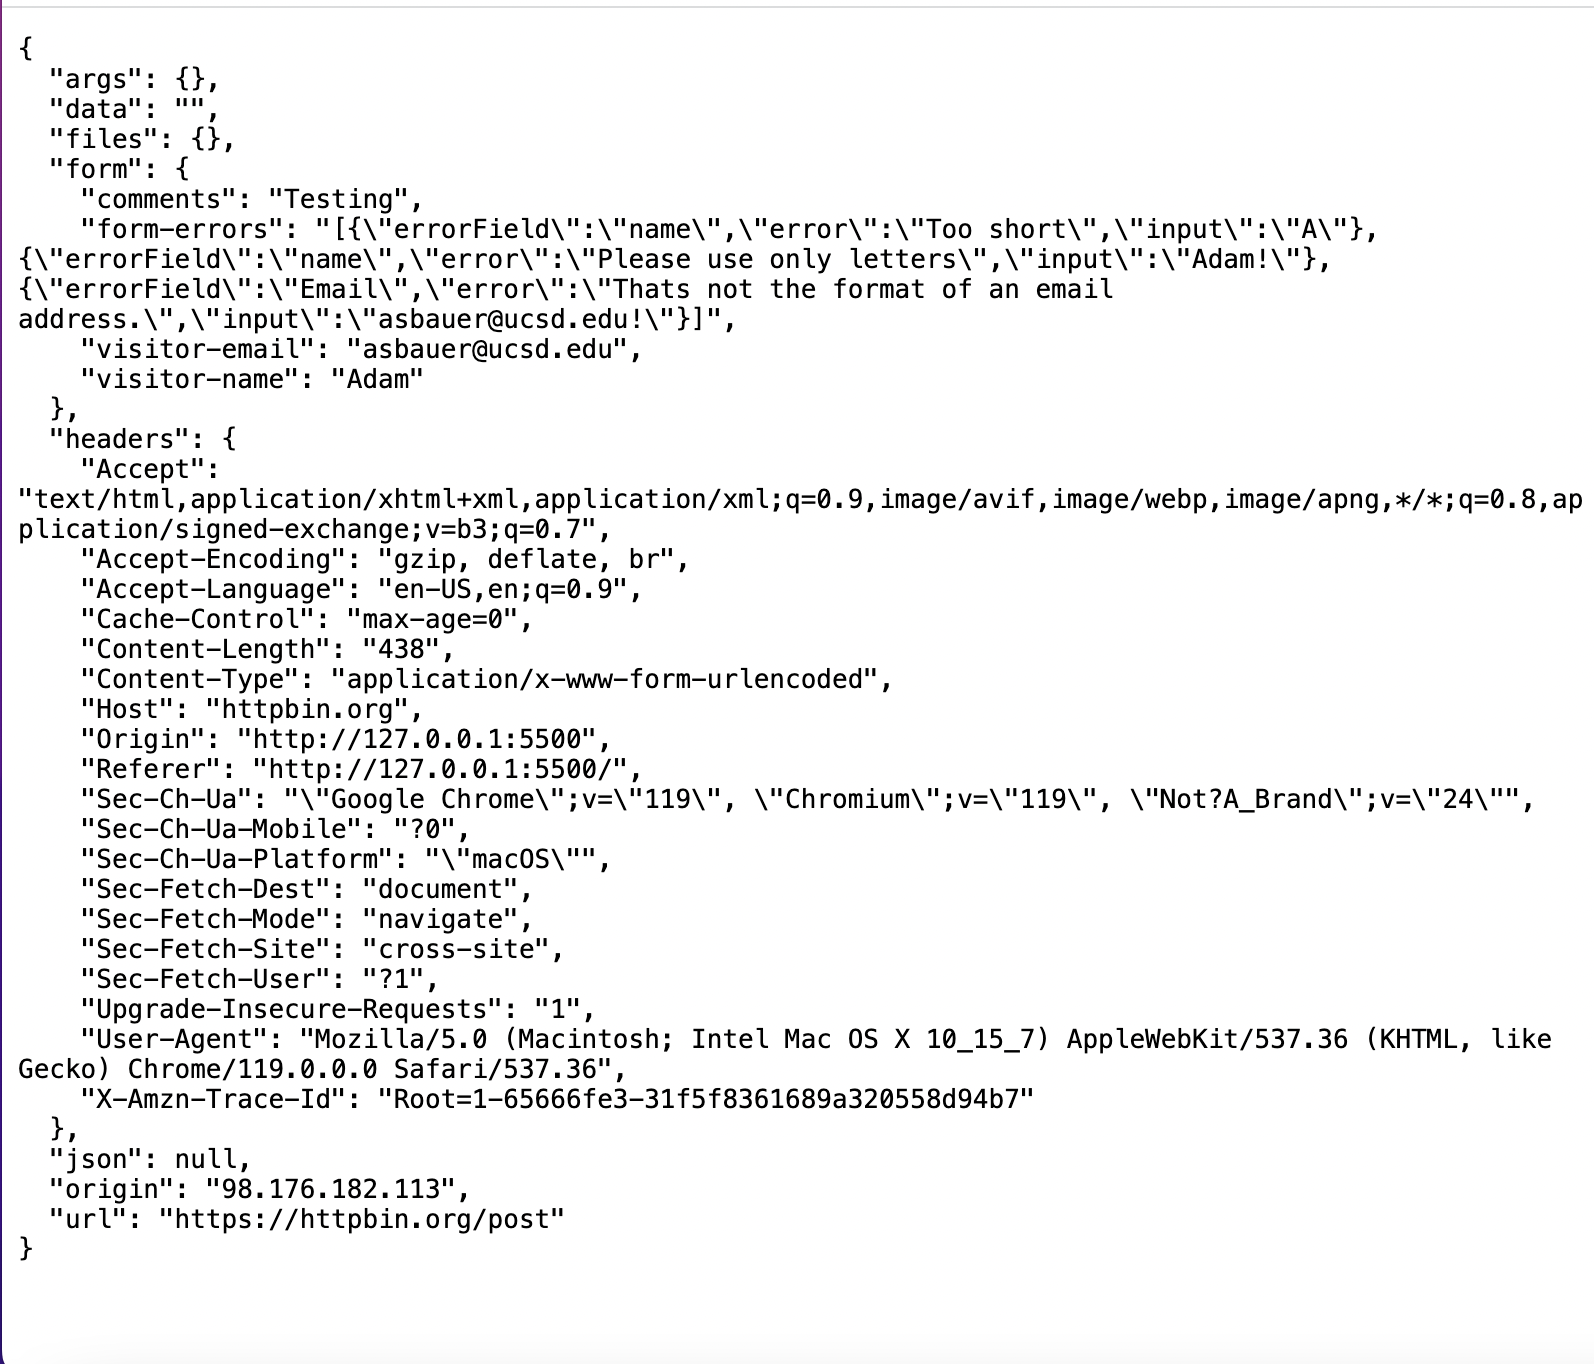 {
  "args": {},
  "data": "",
  "files": {},
  "form": {
    "comments": "Testing",
    "form-errors": "[{\"errorField\":\"name\",\"error\":\"Too short\",\"input\":\"A\"},
{\"errorField\":\"name\",\"error\":\"Please use only letters\",\"input\":\"Adam!\"},
{\"errorField\":\"Email\",\"error\":\"Thats not the format of an email
address.\",\"input\":\"asbauer@ucsd.edu!\"}]",
    "visitor-email": "asbauer@ucsd.edu",
    "visitor-name": "Adam"
  },
  "headers": {
    "Accept":
"text/html,application/xhtml+xml,application/xml;q=0.9,image/avif,image/webp,image/apng,*/*;q=0.8,ap
plication/signed-exchange;v=b3;q=0.7",
    "Accept-Encoding": "gzip, deflate, br",
    "Accept-Language": "en-US,en;q=0.9",
    "Cache-Control": "max-age=0",
    "Content-Length": "438",
    "Content-Type": "application/x-www-form-urlencoded",
    "Host": "httpbin.org",
    "Origin": "http://127.0.0.1:5500",
    "Referer": "http://127.0.0.1:5500/",
    "Sec-Ch-Ua": "\"Google Chrome\";v=\"119\", \"Chromium\";v=\"119\", \"Not?A_Brand\";v=\"24\"",
    "Sec-Ch-Ua-Mobile": "?0",
    "Sec-Ch-Ua-Platform": "\"macOS\"",
    "Sec-Fetch-Dest": "document",
    "Sec-Fetch-Mode": "navigate",
    "Sec-Fetch-Site": "cross-site",
    "Sec-Fetch-User": "?1",
    "Upgrade-Insecure-Requests": "1",
    "User-Agent": "Mozilla/5.0 (Macintosh; Intel Mac OS X 10_15_7) AppleWebKit/537.36 (KHTML, like
Gecko) Chrome/119.0.0.0 Safari/537.36",
    "X-Amzn-Trace-Id": "Root=1-65666fe3-31f5f8361689a320558d94b7"
  },
  "json": null,
  "origin": "98.176.182.113",
  "url": "https://httpbin.org/post"
}